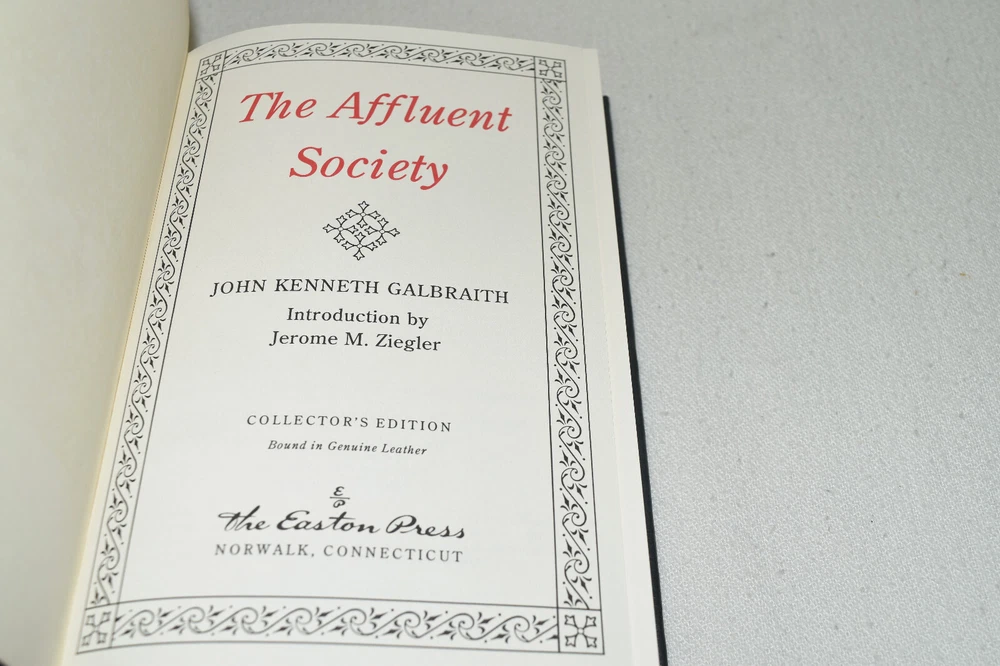 The Affluent
Society
JOHN KENNETH GALBRAITH
Introduction by
Jerome M. Ziegler
COLLECTOR'S EDITION
Bound in Genuine Leather
E
P
the Easton Press
NORWALK, CONNECTICUT